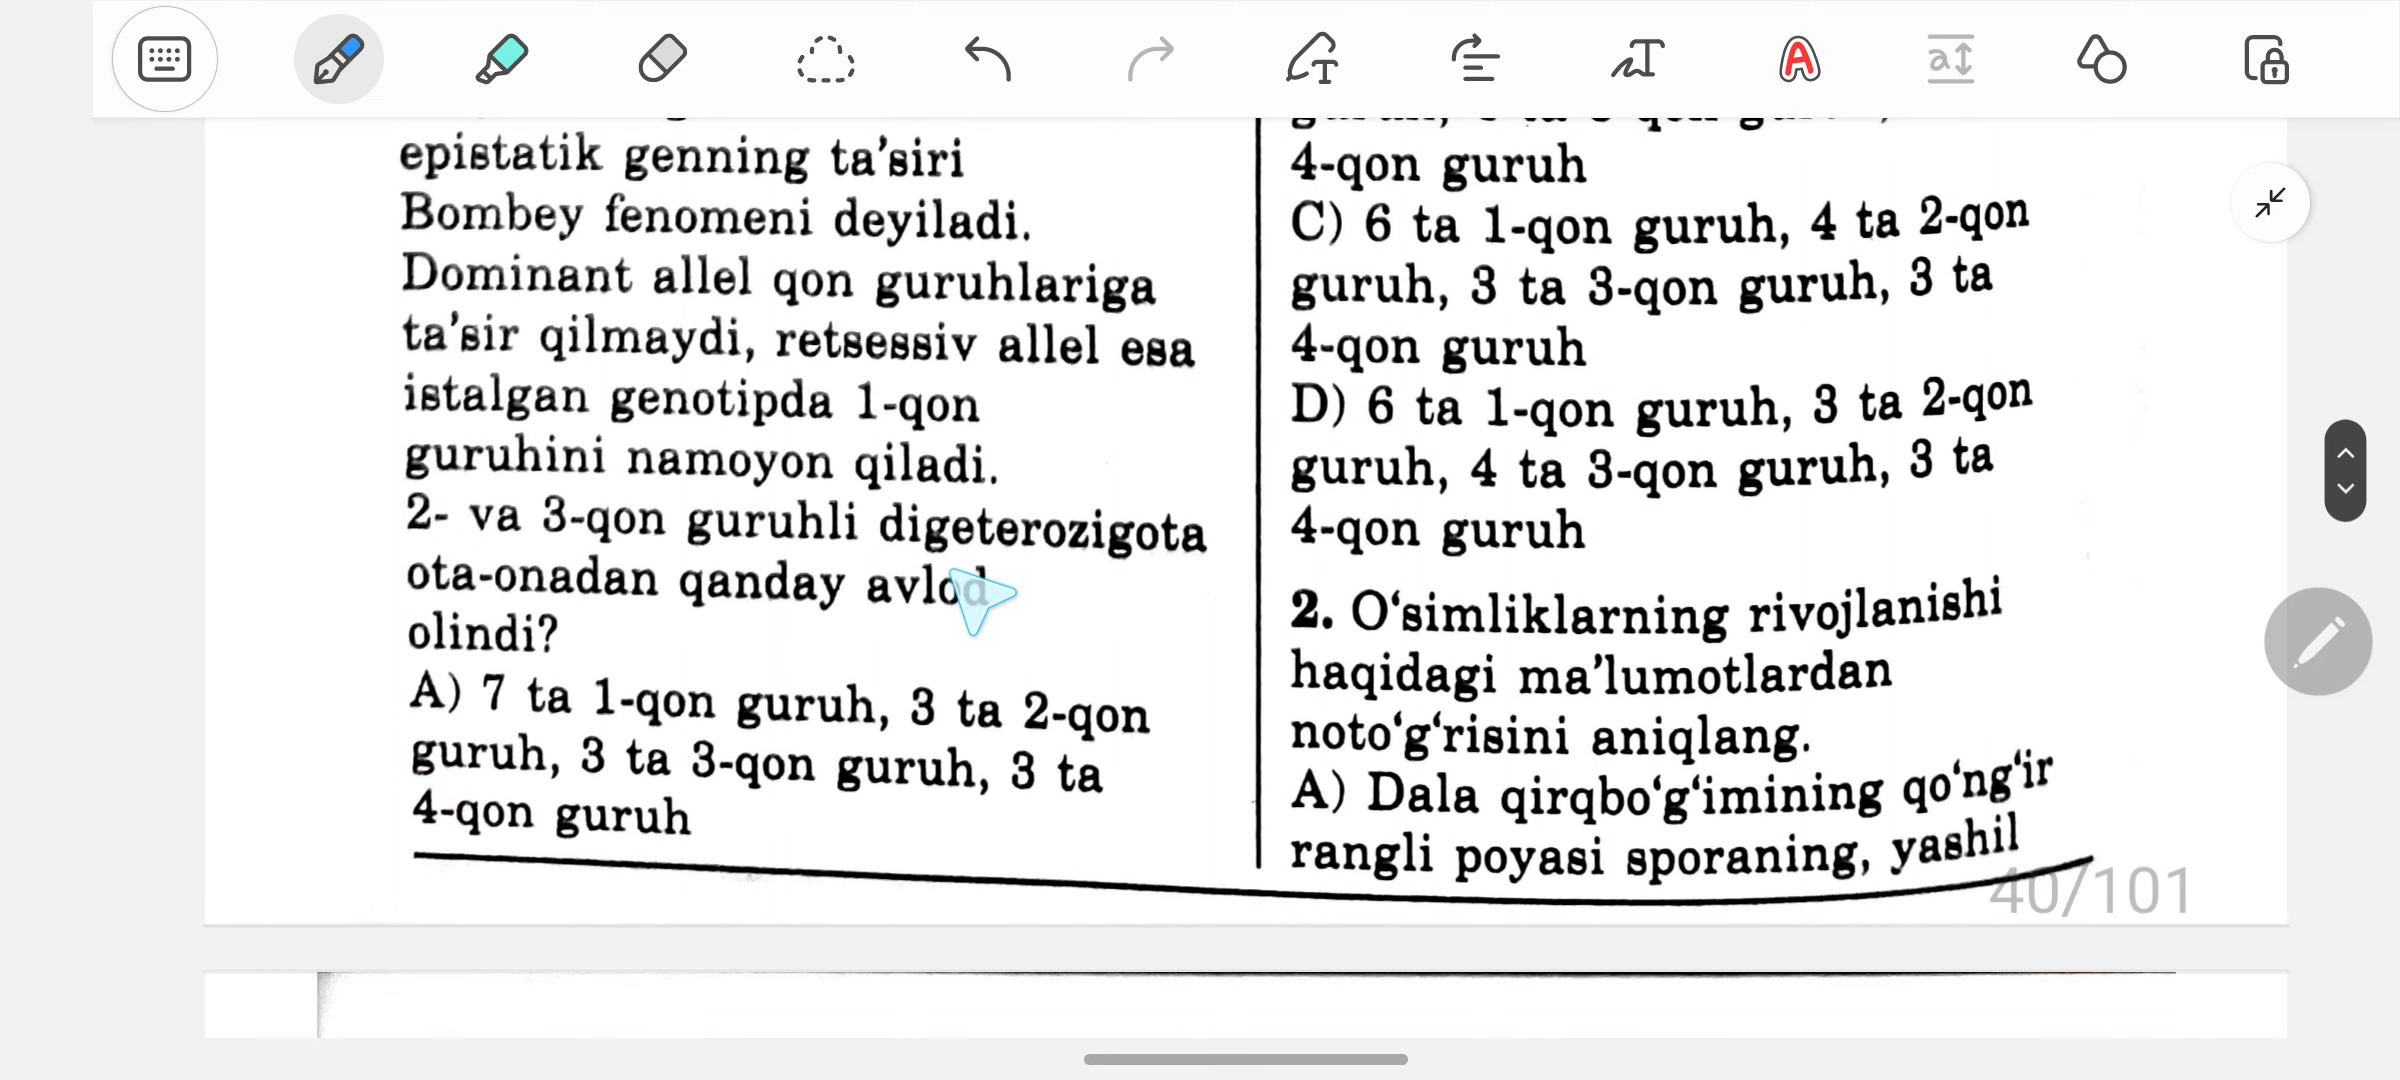 epistatik genning ta'siri
Bombey fenomeni deyiladi.
Dominant allel qon guruhlariga
ta'sir qilmaydi, retsessiv allel esa
istalgan genotipda 1-qon
guruhini namoyon qiladi.
2- va 3-qon guruhli digeterozigota
ota-onadan qanday avlod
olindi?
A) 7 ta 1-qon guruh, 3 ta 2-qon
guruh, 3 ta 3-qon guruh, 3 ta
4-qon guruh
4-qon guruh
C) 6 ta 1-qon guruh, 4 ta 2-qon
guruh, 3 ta 3-qon guruh, 3 ta
4-qon guruh
D) 6 ta 1-qon guruh, 3 ta 2-qon
guruh, 4 ta 3-qon guruh, 3 ta
4-qon guruh
2. O‘simliklarning rivojlanishi
haqidagi ma’lumotlardan
noto‘g‘risini aniqlang.
A) Dala qirqbo‘g‘imining qo‘ng‘ir
rangli poyasi sporaning, yashil
40/101